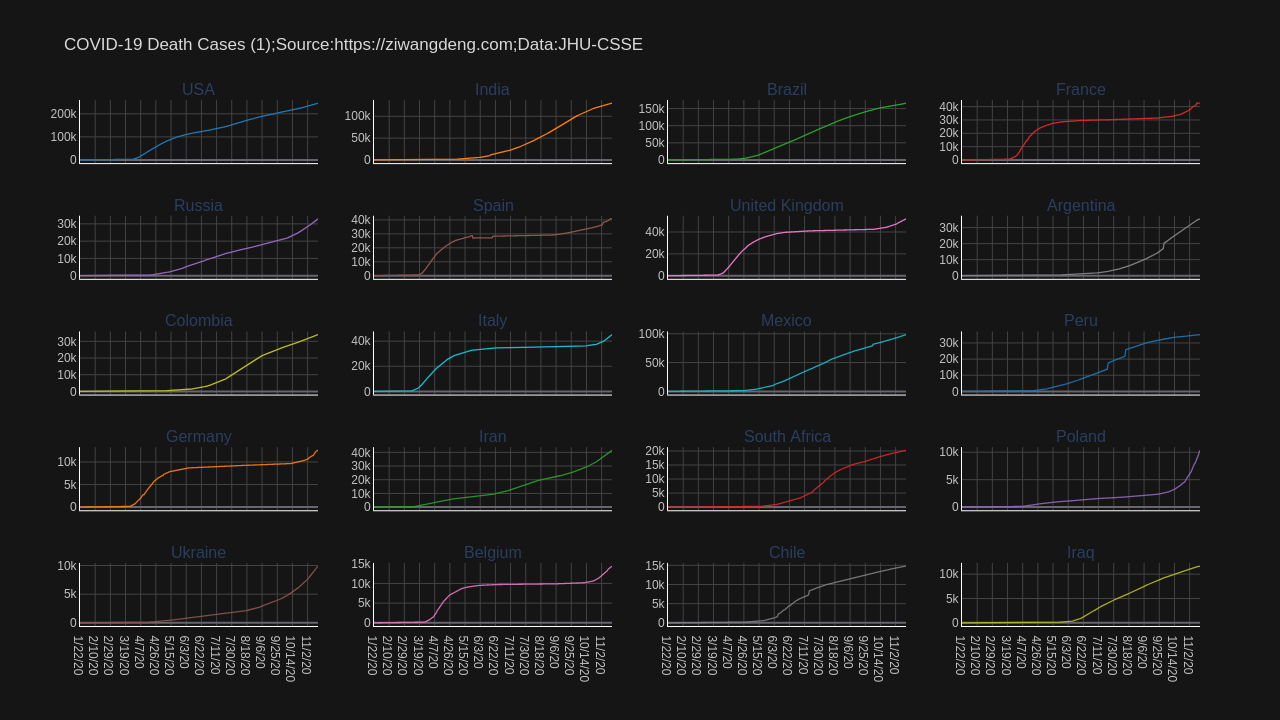 COVID-19 Death Cases (1);Source:https://ziwangdeng.com;Data:JHU-CSSE
USA
India
Brazil
France
200k
100k
0
100k
50k
0
150k
100k
50k
0
40k
30k
20k
10k
0
Russia
Spain
United Kingdom
Argentina
30k
20k
10k
0
40k
30k
20k
10k
0
40k
20k
0
30k
20k
10k
0
Colombia
Italy
Mexico
Peru
30k
20k
10k
0
40k
20k
0
100k
50k
0
30k
20k
10k
0
Germany
Iran
South Africa
Poland
10k
5k
0
40k
30k
20k
10k
0
20k
15k
10k
5k
0
10k
5k
0
Ukraine
Belgium
Chile
Iraq
10k
5k
0
15k
10k
5k
0
15k
10k
5k
0
10k
5k
0
1/22/20
2/10/20
2/29/20
3/19/20
4/7/20
4/26/20
5/15/20
6/3/20
6/22/20
7/11/20
7/30/20
8/18/20
9/6/20
9/25/20
10/14/20
11/2/20
1/22/20
2/10/20
2/29/20
3/19/20
4/7/20
4/26/20
5/15/20
6/3/20
6/22/20
7/11/20
7/30/20
8/18/20
9/6/20
9/25/20
10/14/20
11/2/20
1/22/20
2/10/20
2/29/20
3/19/20
4/7/20
4/26/20
5/15/20
6/3/20
6/22/20
7/11/20
7/30/20
8/18/20
9/6/20
9/25/20
10/14/20
11/2/20
1/22/20
2/10/20
2/29/20
3/19/20
4/7/20
4/26/20
5/15/20
6/3/20
6/22/20
7/11/20
7/30/20
8/18/20
9/6/20
9/25/20
10/14/20
11/2/20